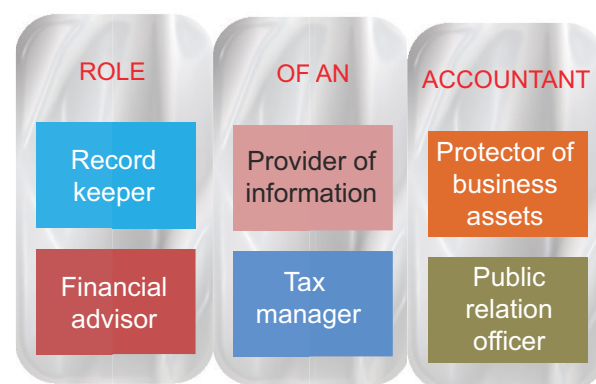 ROLE
OF AN
ACCOUNTANT
Record
keeper
Provider of
information
Protector of
business
assets
Financial
advisor
Tax
manager
Public
relation
officer